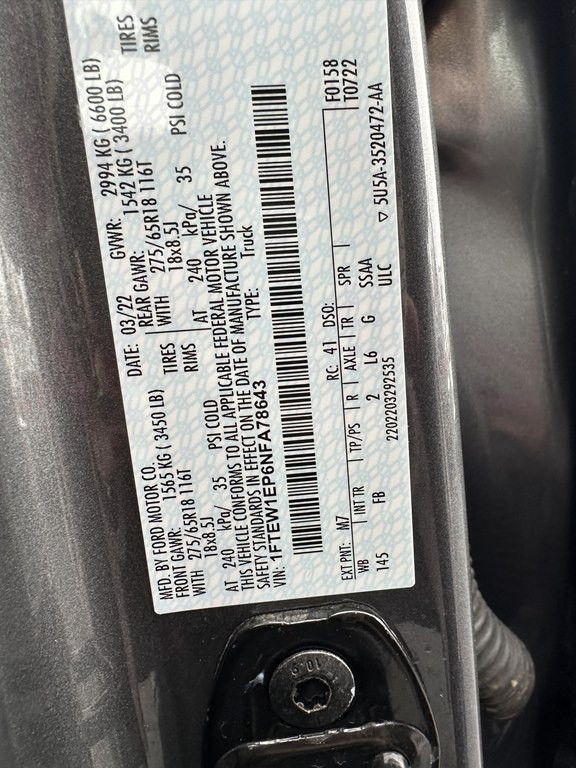 MFD. BY FORD MOTOR CO.
DATE: 03/22 GVWR: 2994 KG ( 6600 LB)
FRONT GAWR: 1565 KG ( 3450 LB) REAR GAWR: 1542 KG ( 3400 LB)
WITH 275/65R18 116T TIRES WITH 275/65R18 116T TIRES
18x8.5J RIMS 18x8.5J RIMS
AT 240 kPa/ 35 PSI COLD AT 240 kPa/ 35 PSI COLD
THIS VEHICLE CONFORMS TO ALL APPLICABLE FEDERAL MOTOR VEHICLE
SAFETY STANDARDS IN EFFECT ON THE DATE OF MANUFACTURE SHOWN ABOVE.
VIN: 1FTEW1EP6NFA78643 TYPE: Truck
F0158
EXT PNT: M7 RC: 41 DSO: T0722
WB INT TR TP/PS R AXLE TR SPR
145 FB 2 L6 G SSAA
2202203292535 ULC ▽ 5U5A-3520472-AA
10.9